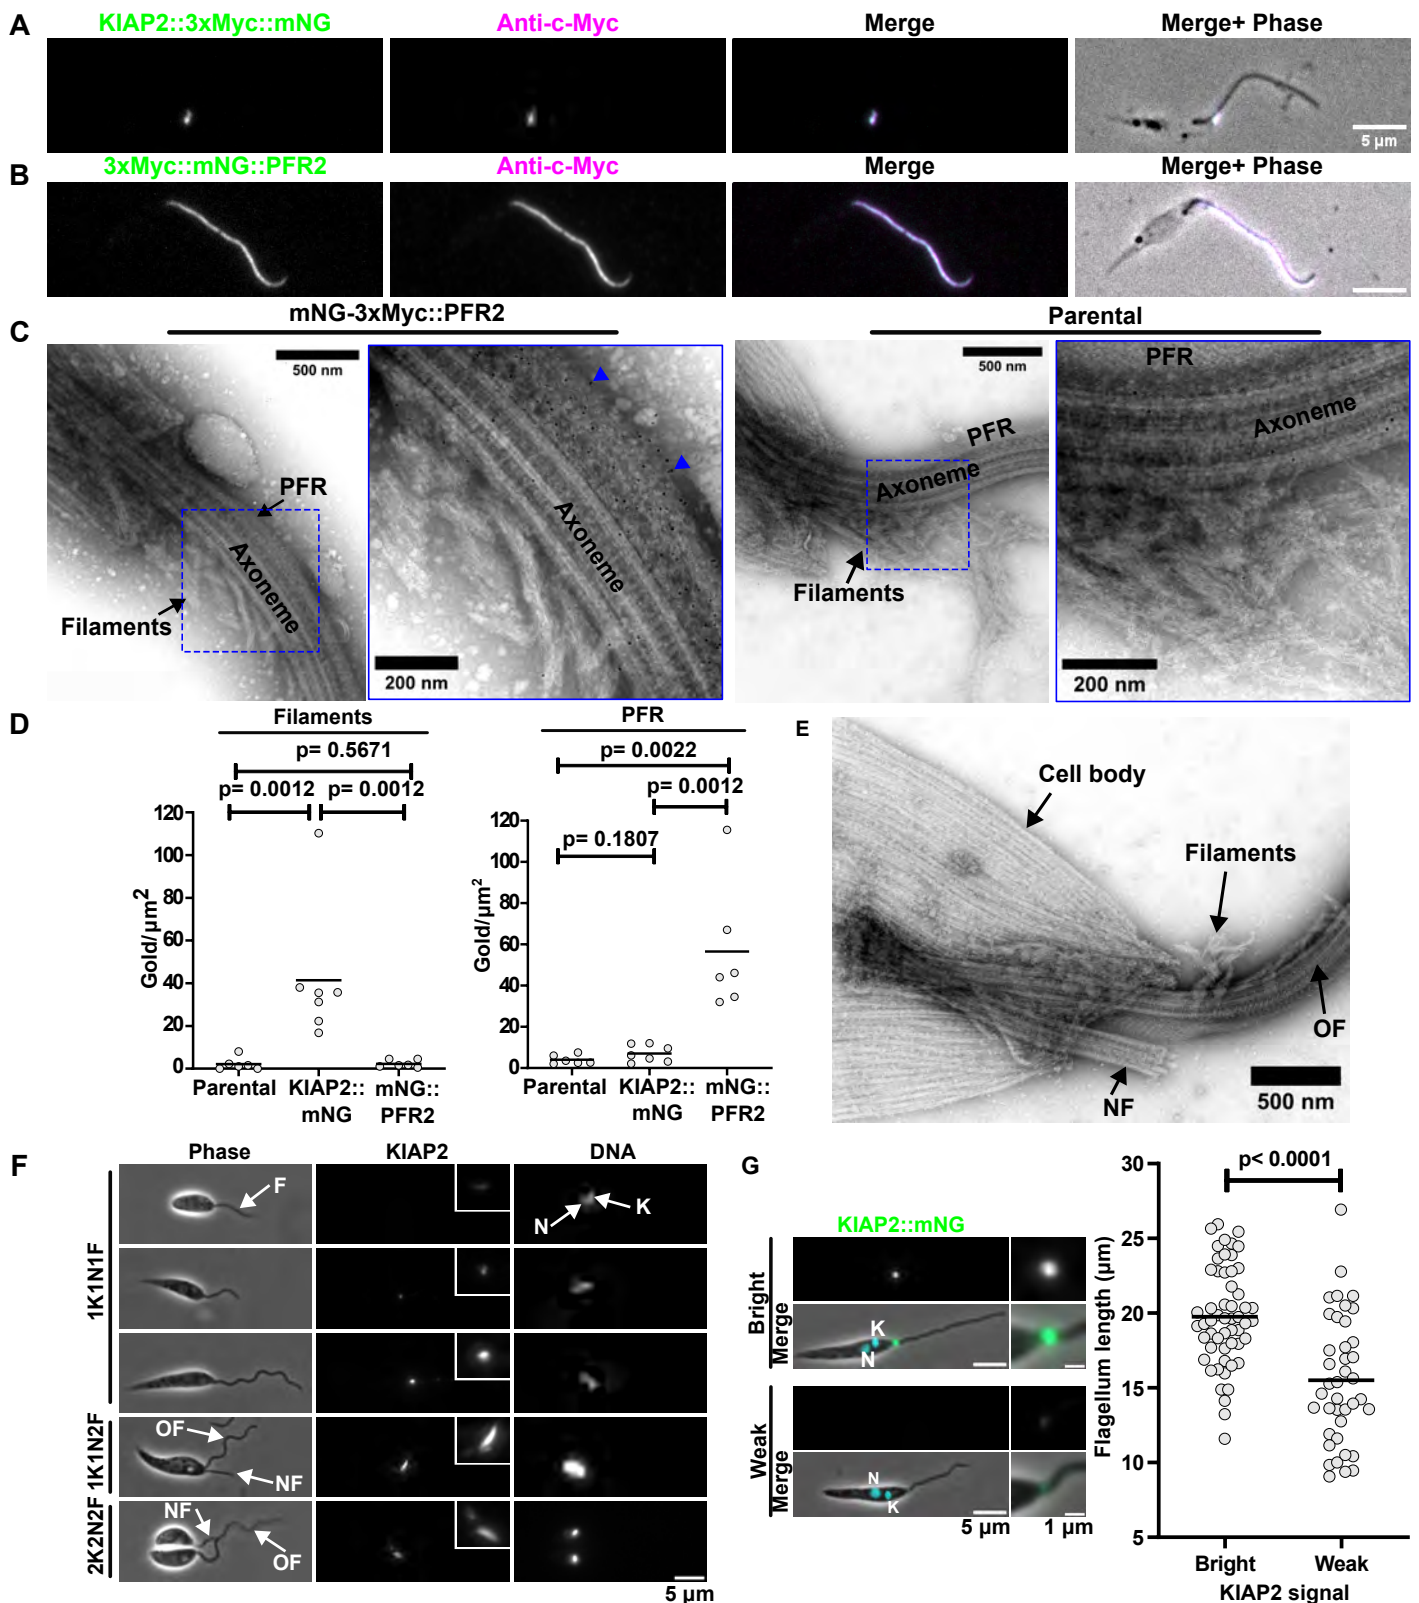 A
KIAP2::3xMyc::mNG
Anti-c-Myc
Merge
Merge+ Phase
5 µm
B
3xMyc::mNG::PFR2
Anti-c-Myc
Merge
Merge+ Phase
C
mNG-3xMyc::PFR2
Parental
500 nm
PFR
Axoneme
Filaments
Axoneme
200 nm
500 nm
PFR
Axoneme
Filaments
PFR
Axoneme
200 nm
D
Filaments
p= 0.5671
p= 0.0012
p= 0.0012
120
100
80
60
40
20
0
Gold/µm2
Parental
KIAP2::
mNG
mNG::
PFR2
PFR
p= 0.0022
p= 0.0012
p= 0.1807
120
100
80
60
40
20
0
Gold/µm2
Parental
KIAP2::
mNG
mNG::
PFR2
E
Cell body
Filaments
OF
NF
500 nm
F
Phase
KIAP2
DNA
1K1N1F
F
N
K
1K1N2F
OF
NF
2K2N2F
NF
OF
5 µm
G
KIAP2::mNG
Bright
Merge
K
N
Weak
Merge
N
K
5 µm
1 µm
p< 0.0001
30
25
20
15
10
5
Flagellum length (µm)
Bright
Weak
KIAP2 signal